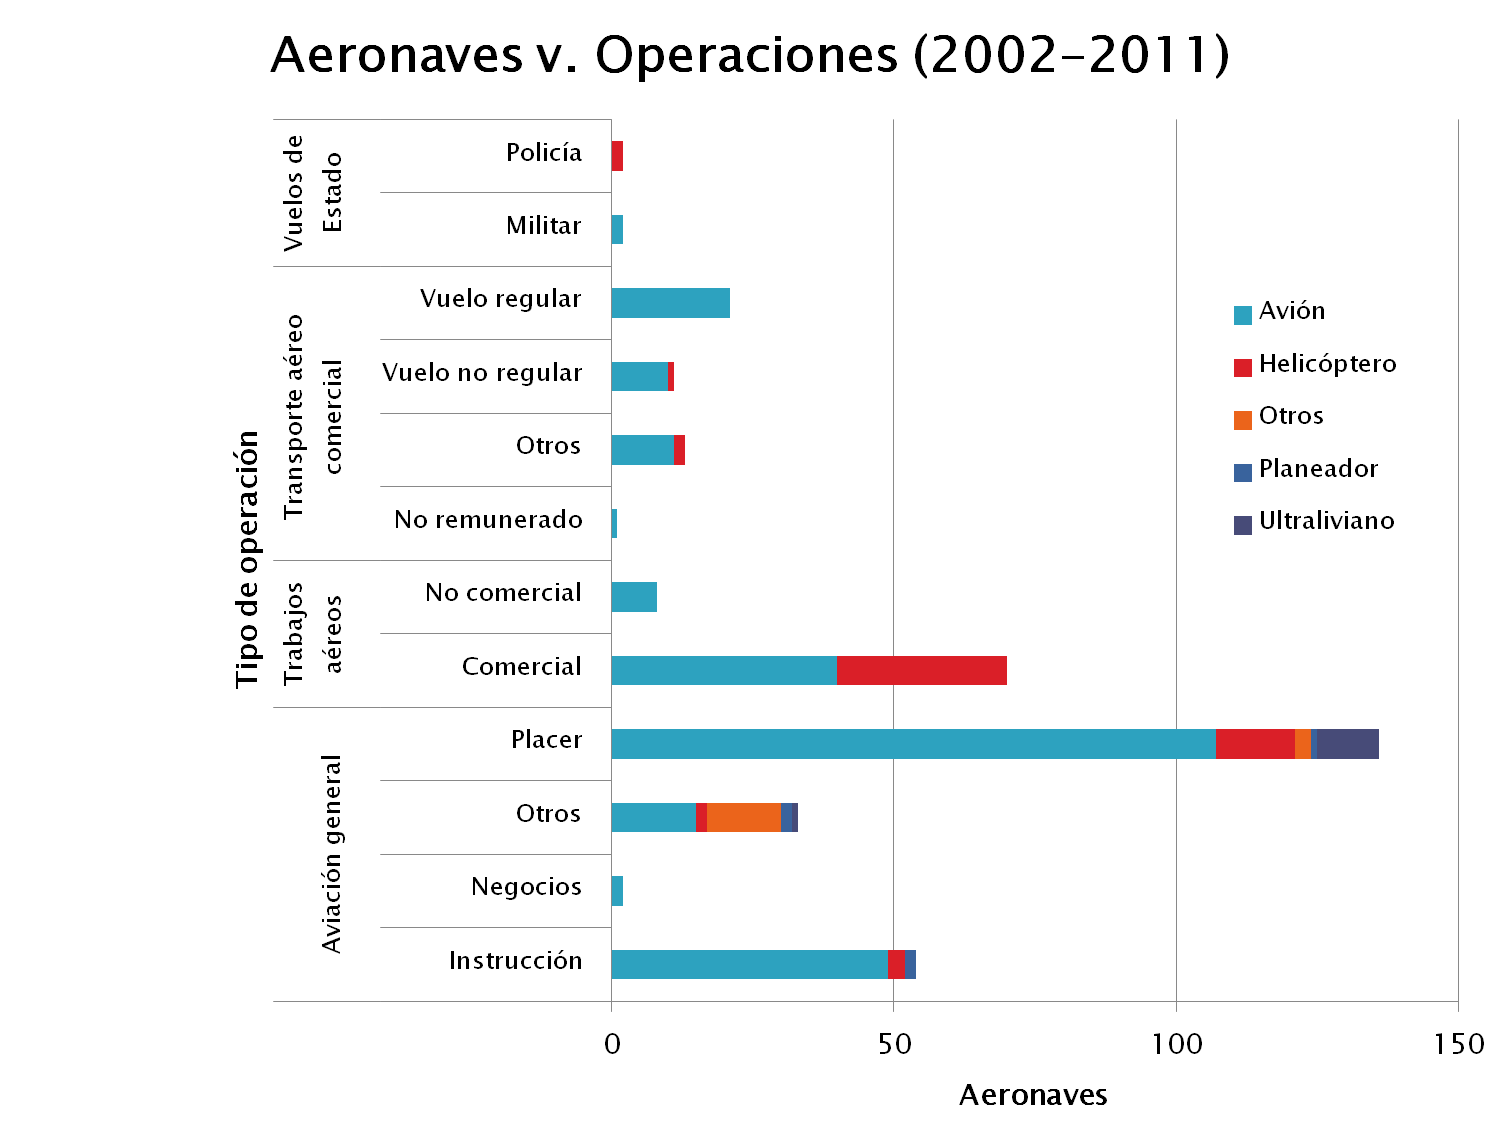 Aeronaves v. Operaciones (2002-2011)
Tipo de operación
Vuelos de
Estado
Policía
Militar
Transporte aéreo
comercial
Vuelo regular
Vuelo no regular
Otros
No remunerado
Trabajos
aéreos
No comercial
Comercial
Aviación general
Placer
Otros
Negocios
Instrucción
Avión
Helicóptero
Otros
Planeador
Ultraliviano
0 50 100 150
Aeronaves